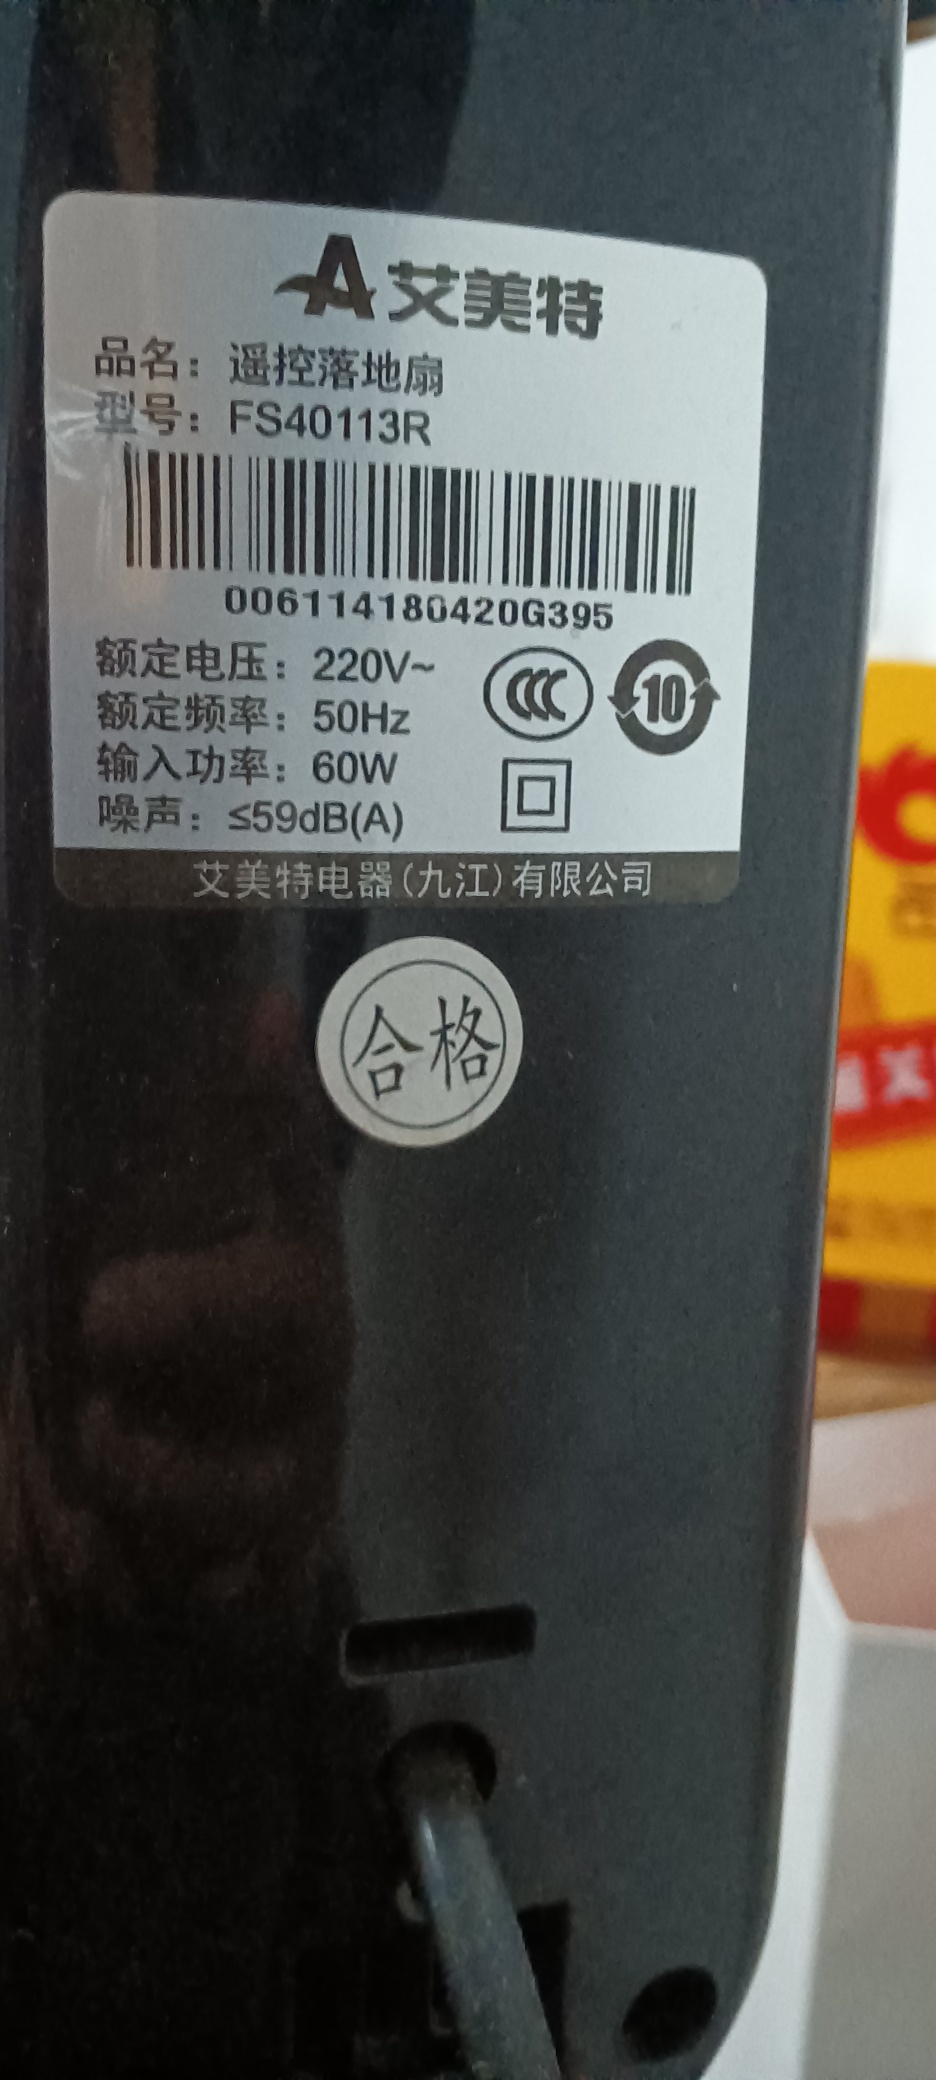 艾美特
品名：遥控落地扇
型号：FS40113R
006114180420G395
额定电压：220V~
额定频率：50Hz
输入功率：60W
噪声：≤59dB(A)
10
艾美特电器(九江)有限公司
合格